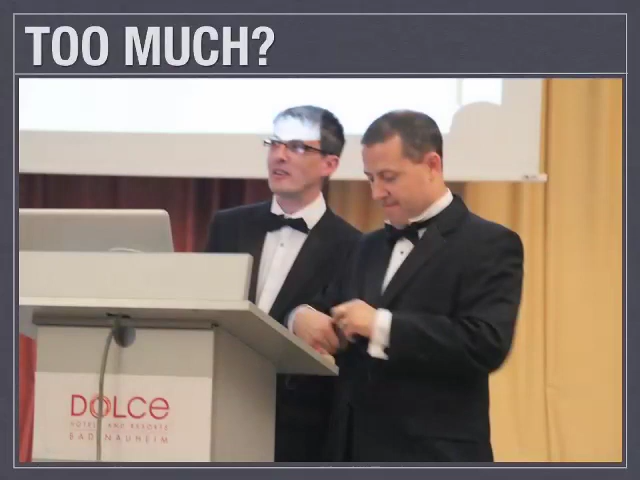 TOO MUCH?
DOLCE
HOTELS AND RESORTS
BAD NAUHEIM